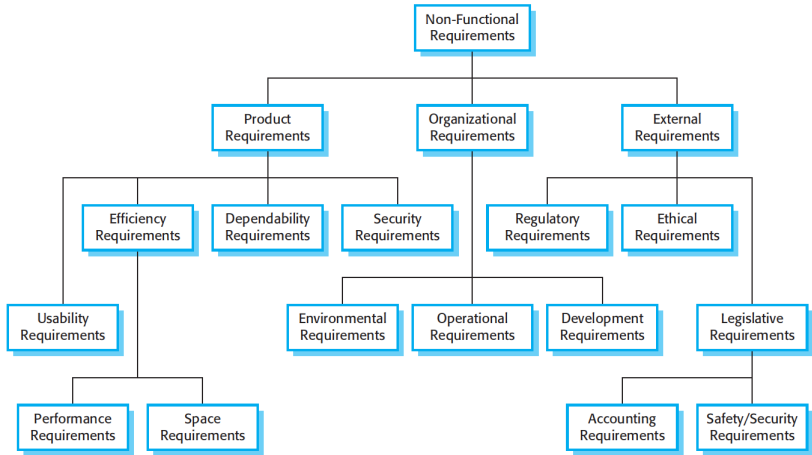 Non-Functional
Requirements
Product
Requirements
Organizational
Requirements
External
Requirements
Efficiency
Requirements
Dependability
Requirements
Security
Requirements
Regulatory
Requirements
Ethical
Requirements
Usability
Requirements
Environmental
Requirements
Operational
Requirements
Development
Requirements
Legislative
Requirements
Performance
Requirements
Space
Requirements
Accounting
Requirements
Safety/Security
Requirements